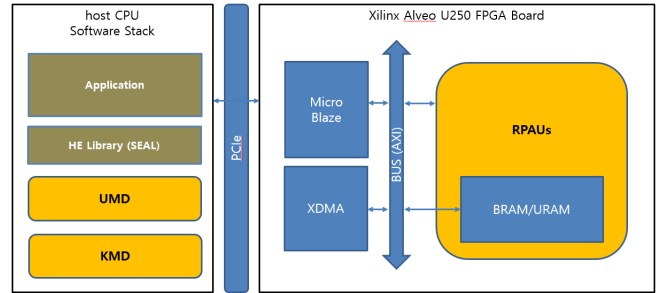 host CPU
Software Stack
Application
HE Library (SEAL)
UMD
KMD
PCIe
Xilinx Alveo U250 FPGA Board
Micro
Blaze
XDMA
BUS (AXI)
RPAUs
BRAM/URAM